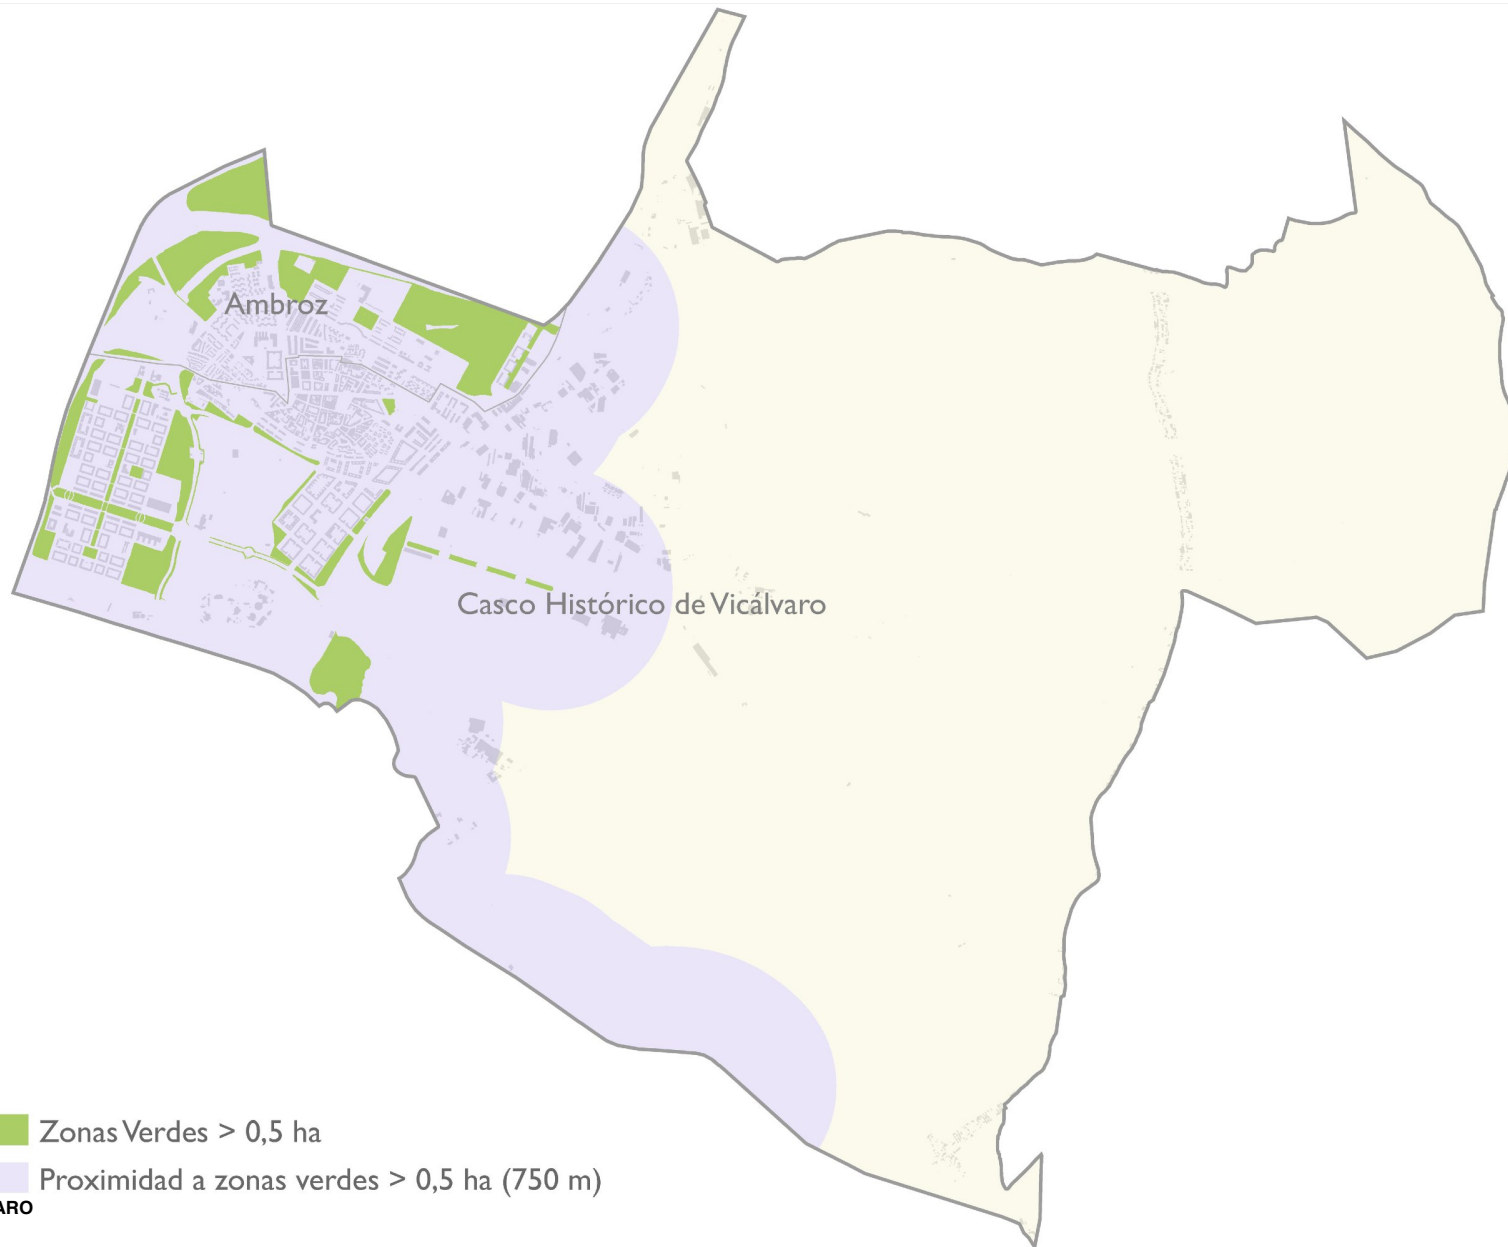 Ambroz
Casco Histórico de Vicálvaro
Zonas Verdes > 0,5 ha
Proximidad a zonas verdes > 0,5 ha (750 m)
ARO